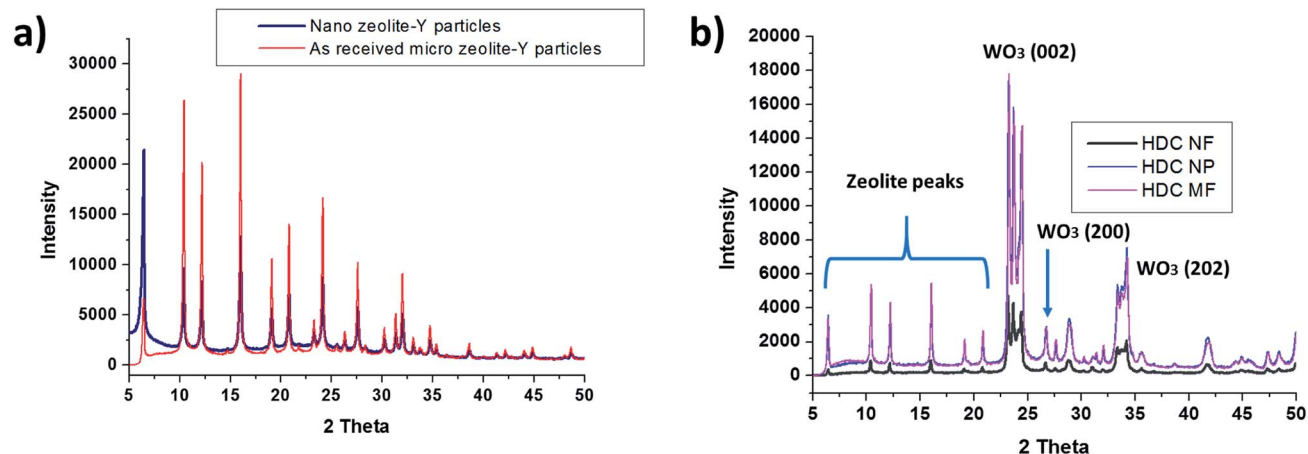 a)
Nano zeolite-Y particles
As received micro zeolite-Y particles
30000
25000
20000
15000
10000
5000
0
Intensity
5 10 15 20 25 30 35 40 45 50
2 Theta
b)
20000
18000
16000
14000
12000
10000
8000
6000
4000
2000
0
Intensity
WO₃ (002)
HDC NF
HDC NP
HDC MF
Zeolite peaks
WO₃ (200)
WO₃ (202)
5 10 15 20 25 30 35 40 45 50
2 Theta